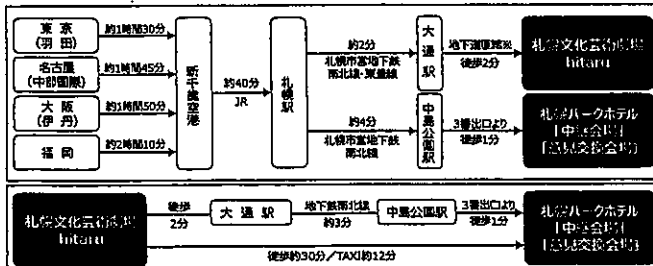 東京
(羽田)
約1時間30分
名古屋
(中部国際)
約1時間45分
大阪
(伊丹)
約1時間50分
福岡
約2時間10分
新千歳空港
約40分
JR
札幌駅
約2分
札幌市営地下鉄
南北線・東豊線
大通駅
地下道直結※
徒歩2分
札幌文化芸術劇場
hitaru
約4分
札幌市営地下鉄
南北線
中島公園駅
3番出口より
徒歩1分
札幌パークホテル
「中継会場」
「意見交換会場」
札幌文化芸術劇場
hitaru
徒歩
2分
大通駅
地下鉄南北線
約3分
中島公園駅
3番出口より
徒歩1分
札幌パークホテル
「中継会場」
「意見交換会場」
徒歩約30分/TAXI約12分